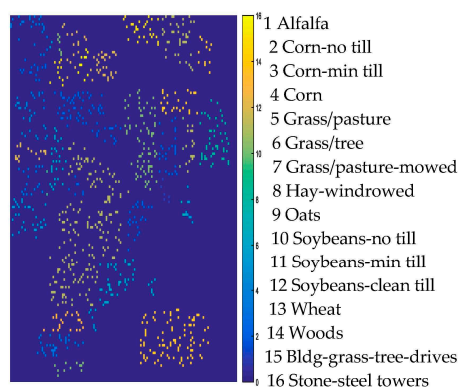 16
14
12
10
8
6
4
2
0
1 Alfalfa
2 Corn-no till
3 Corn-min till
4 Corn
5 Grass/pasture
6 Grass/tree
7 Grass/pasture-mowed
8 Hay-windrowed
9 Oats
10 Soybeans-no till
11 Soybeans-min till
12 Soybeans-clean till
13 Wheat
14 Woods
15 Bldg-grass-tree-drives
16 Stone-steel towers